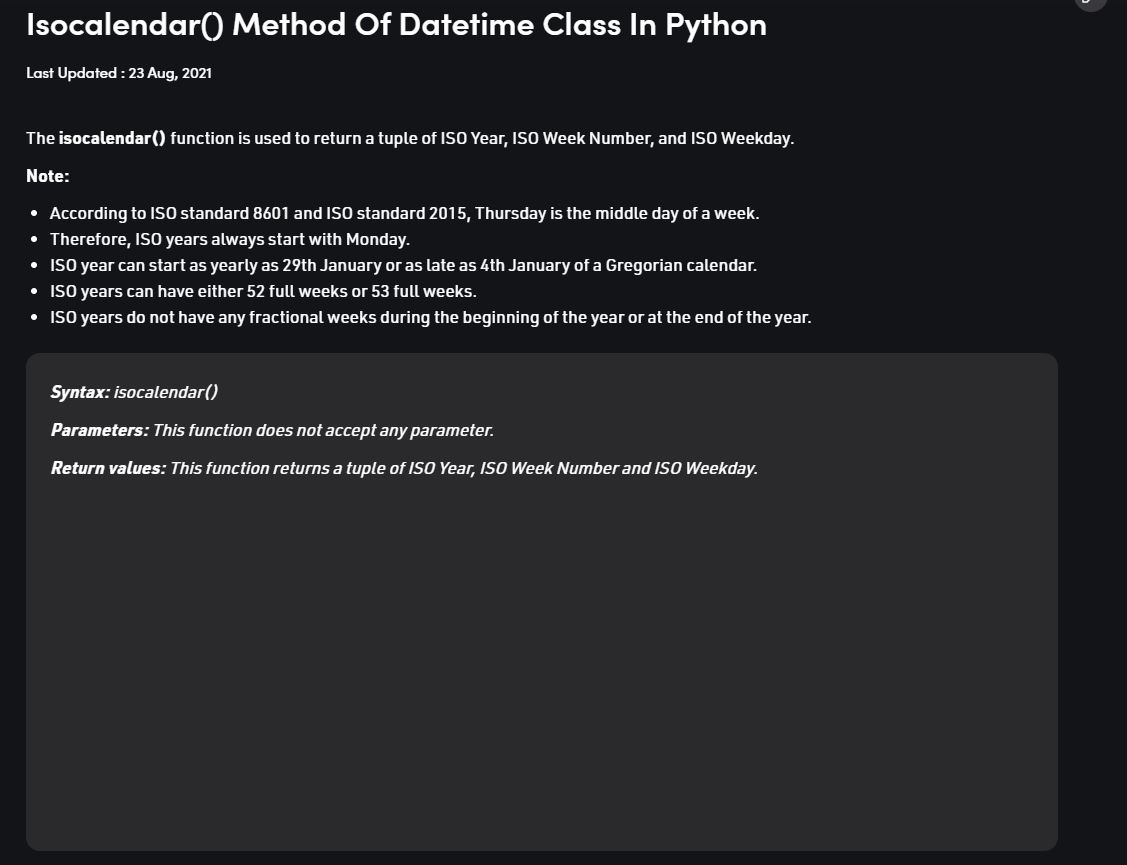 Isocalendar() Method Of Datetime Class In Python
Last Updated : 23 Aug, 2021
The isocalendar() function is used to return a tuple of ISO Year, ISO Week Number, and ISO Weekday.
Note:
• According to ISO standard 8601 and ISO standard 2015, Thursday is the middle day of a week.
• Therefore, ISO years always start with Monday.
• ISO year can start as yearly as 29th January or as late as 4th January of a Gregorian calendar.
• ISO years can have either 52 full weeks or 53 full weeks.
• ISO years do not have any fractional weeks during the beginning of the year or at the end of the year.
Syntax: isocalendar()
Parameters: This function does not accept any parameter.
Return values: This function returns a tuple of ISO Year, ISO Week Number and ISO Weekday.